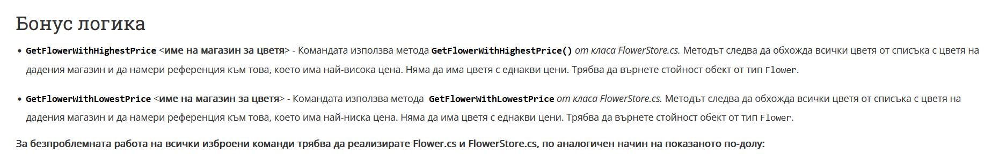 Бонус логика
• GetFlowerWithHighestPrice <име на магазин за цветя> - Командата използва метода GetFlowerWithHighestPrice() от класа FlowerStore.cs. Методът следва да обхожда всички цветя от списъка с цветя на
дадения магазин и да намери референция към това, което има най-висока цена. Няма да има цветя с еднакви цени. Трябва да върнете стойност обект от тип Flower.
• GetFlowerWithLowestPrice <име на магазин за цветя> - Командата използва метода GetFlowerWithLowestPrice от класа FlowerStore.cs. Методът следва да обхожда всички цветя от списъка с цветя на
дадения магазин и да намери референция към това, което има най-ниска цена. Няма да има цветя с еднакви цени. Трябва да върнете стойност обект от тип Flower.
За безпроблемната работа на всички изброени команди трябва да реализирате Flower.cs и FlowerStore.cs, по аналогичен начин на показаното по-долу: